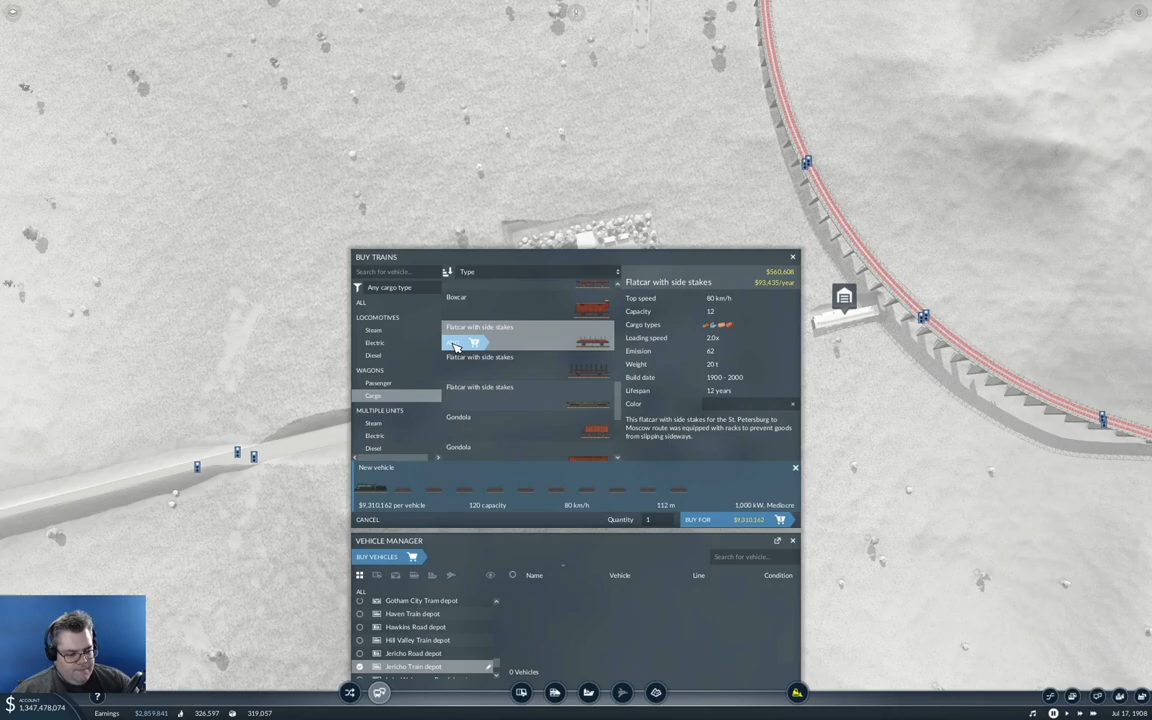 BUY TRAINS
Search for vehicle...
Type
$560,608
Any cargo type
Flatcar with side stakes
$93,435/year
ALL
LOCOMOTIVES
Steam
Electric
Diesel
WAGONS
Passenger
Cargo
MULTIPLE UNITS
Steam
Electric
Diesel
Boxcar
Flatcar with side stakes
Flatcar with side stakes
Flatcar with side stakes
Gondola
Gondola
Top speed 80 km/h
Capacity 12
Cargo types
Loading speed 2.0x
Emission 62
Weight 20 t
Build date 1900 - 2000
Lifespan 12 years
Color
This flatcar with side stakes for the St. Petersburg to
Moscow route was equipped with racks to prevent goods
from slipping sideways.
New vehicle
$9,310,162 per vehicle 120 capacity 80 km/h 112 m 1,000 kW, Mediocre
CANCEL Quantity 1 BUY FOR $9,310,162
VEHICLE MANAGER
BUY VEHICLES
Search for vehicle...
Name Vehicle Line Condition
ALL
Gotham City Tram depot
Haven Train depot
Hawkins Road depot
Hill Valley Train depot
Jericho Road depot
Jericho Train depot
0 Vehicles
?
$ ACCOUNT
1,347,478,074
Earnings $2,859,841 326,597 319,057
Jul 17, 1908